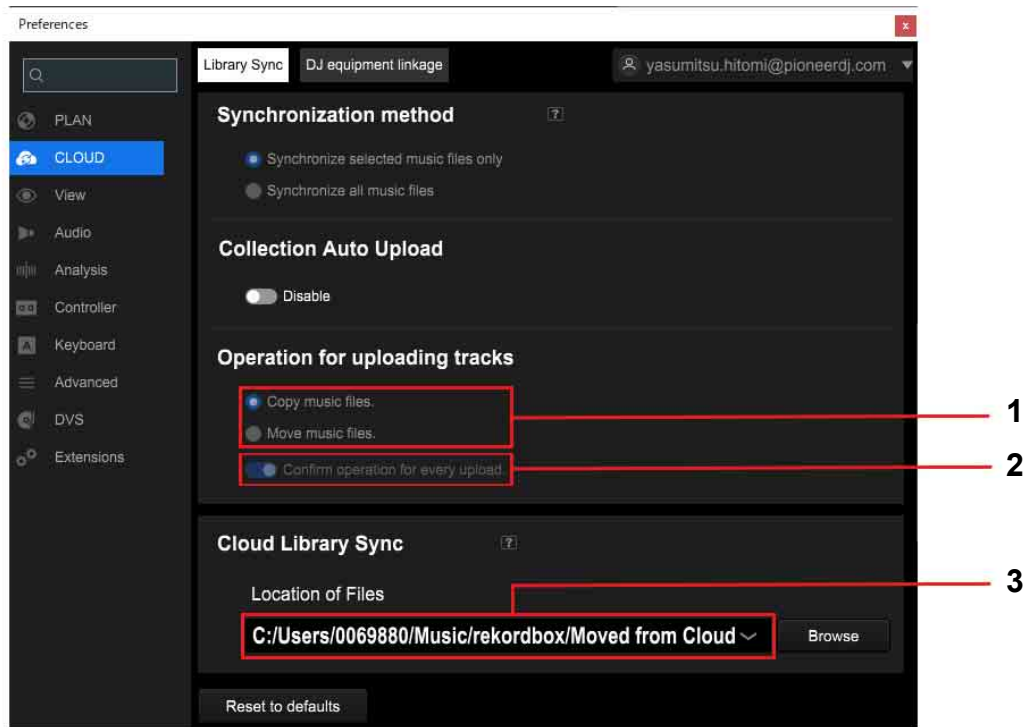 Preferences
x
Library Sync DJ equipment linkage yasumitsu.hitomi@pioneerdj.com
PLAN
CLOUD
View
Audio
Analysis
Controller
Keyboard
Advanced
DVS
Extensions
Synchronization method ?
Synchronize selected music files only
Synchronize all music files
Collection Auto Upload
Disable
Operation for uploading tracks
Copy music files.
Move music files.
1
Confirm operation for every upload.
2
Cloud Library Sync ?
Location of Files
3
C:/Users/0069880/Music/rekordbox/Moved from Cloud Browse
Reset to defaults